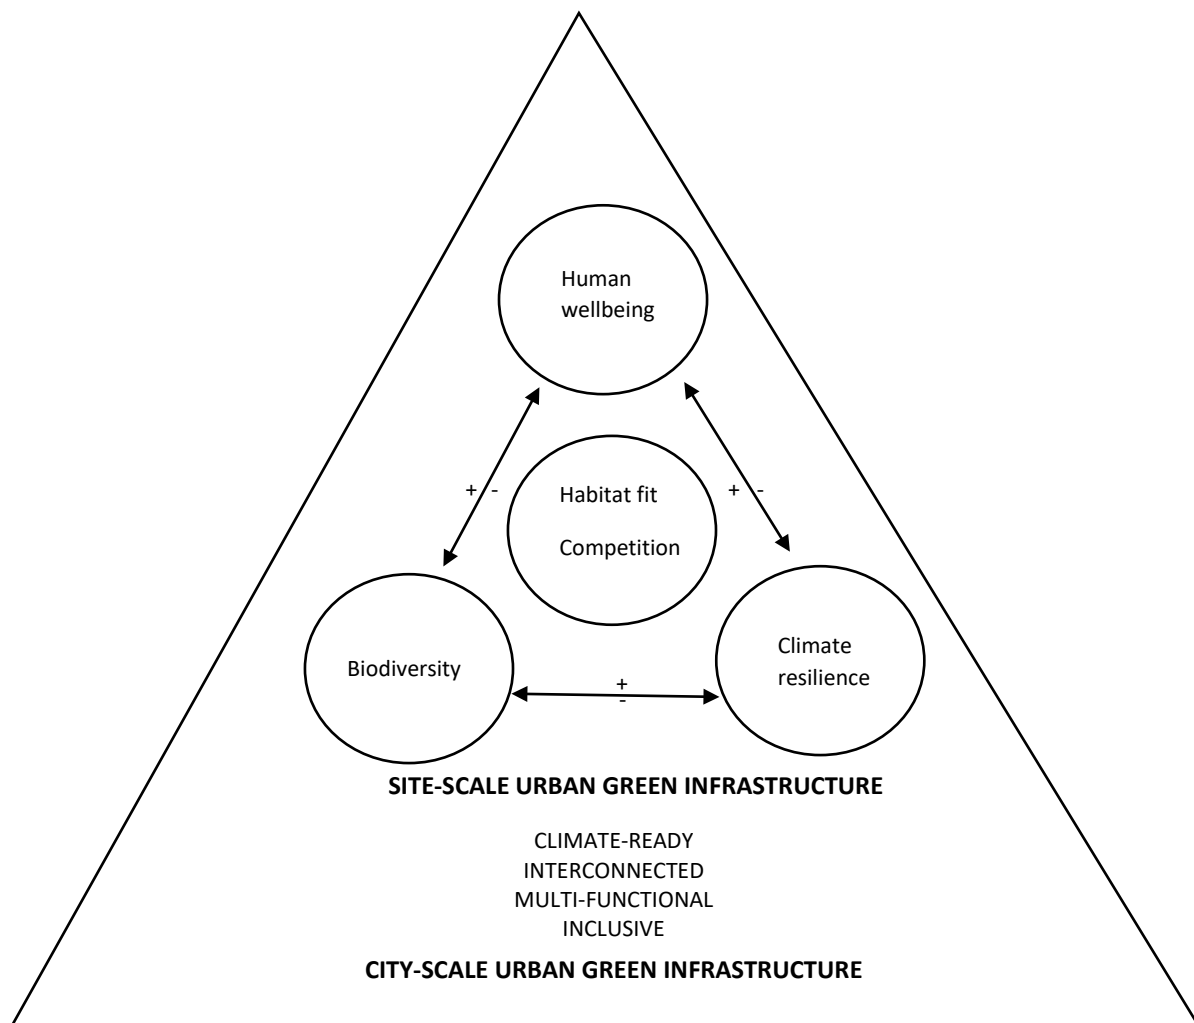 Human
wellbeing
+ -
Habitat fit
Competition
+ -
Biodiversity
+
-
Climate
resilience
SITE-SCALE URBAN GREEN INFRASTRUCTURE
CLIMATE-READY
INTERCONNECTED
MULTI-FUNCTIONAL
INCLUSIVE
CITY-SCALE URBAN GREEN INFRASTRUCTURE